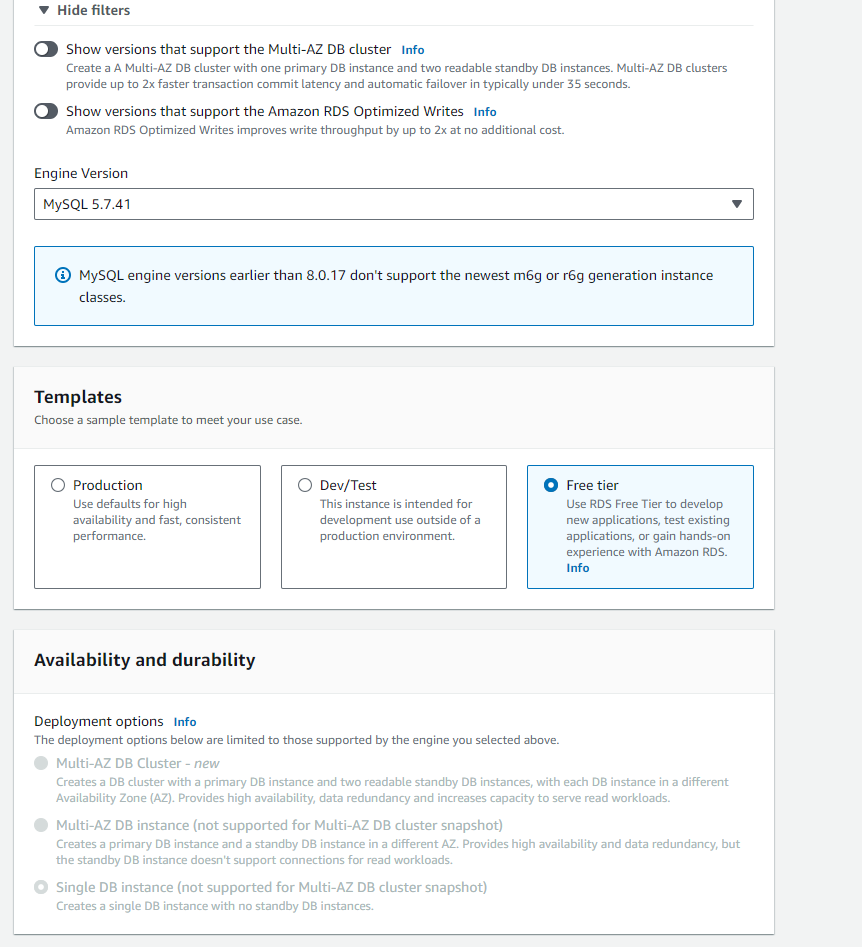 Hide filters
Show versions that support the Multi-AZ DB cluster Info
Create a A Multi-AZ DB cluster with one primary DB instance and two readable standby DB instances. Multi-AZ DB clusters
provide up to 2x faster transaction commit latency and automatic failover in typically under 35 seconds.
Show versions that support the Amazon RDS Optimized Writes Info
Amazon RDS Optimized Writes improves write throughput by up to 2x at no additional cost.
Engine Version
MySQL 5.7.41
MySQL engine versions earlier than 8.0.17 don't support the newest m6g or r6g generation instance
classes.
Templates
Choose a sample template to meet your use case.
Production
Use defaults for high
availability and fast, consistent
performance.
Dev/Test
This instance is intended for
development use outside of a
production environment.
Free tier
Use RDS Free Tier to develop
new applications, test existing
applications, or gain hands-on
experience with Amazon RDS.
Info
Availability and durability
Deployment options Info
The deployment options below are limited to those supported by the engine you selected above.
Multi-AZ DB Cluster - new
Creates a DB cluster with a primary DB instance and two readable standby DB instances, with each DB instance in a different
Availability Zone (AZ). Provides high availability, data redundancy and increases capacity to serve read workloads.
Multi-AZ DB instance (not supported for Multi-AZ DB cluster snapshot)
Creates a primary DB instance and a standby DB instance in a different AZ. Provides high availability and data redundancy, but
the standby DB instance doesn't support connections for read workloads.
Single DB instance (not supported for Multi-AZ DB cluster snapshot)
Creates a single DB instance with no standby DB instances.